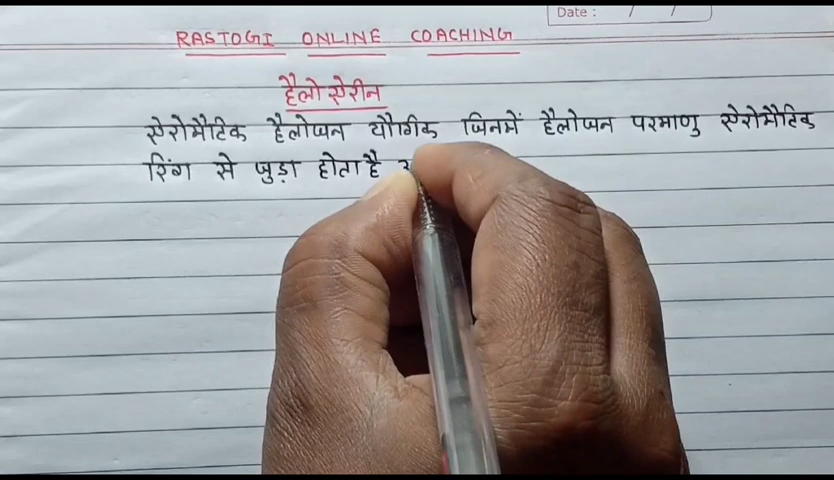 Date : / /
RASTOGI ONLINE COACHING
हैलो ऐरीन
ऐरोमैटिक हैलोजन यौगिक जिनमें हैलोजन परमाणु ऐरोमैटिक
रिंग से जुड़ा होता है